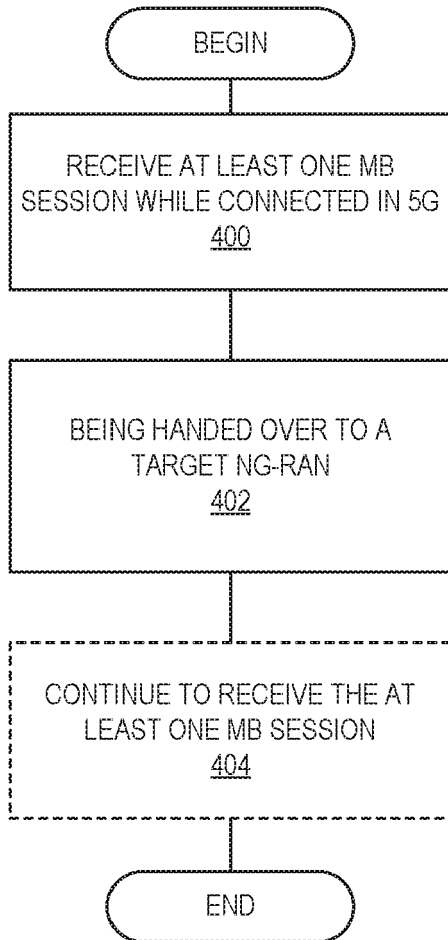 BEGIN
RECEIVE AT LEAST ONE MB
SESSION WHILE CONNECTED IN 5G
400
BEING HANDED OVER TO A
TARGET NG-RAN
402
CONTINUE TO RECEIVE THE AT
LEAST ONE MB SESSION
404
END